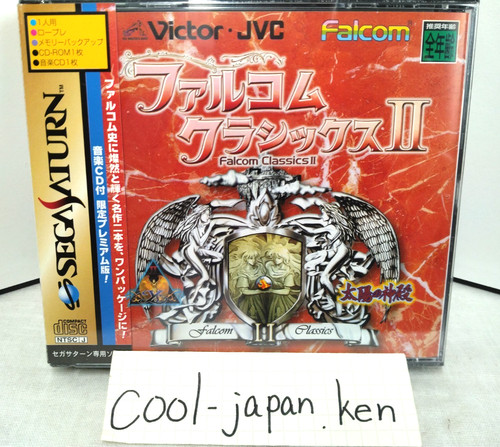 ●1人用
●ロープレ
●メモリーバックアップ
●CD-ROM1枚
●音楽CD1枚
Victor・JVC
Falcom
推奨年齢
全年齢
ファルコム
クラシックスII
Falcom Classics II
SEGA SATURN
ファルコム史に燦然と輝く名作二本を、ワンパッケージに!
音楽CD付 限定プレミアム版!
太陽の神殿
Falcom II Classics
COMPACT
disc
NTSC-J
セガサターン専用ソ
cool-japan.ken